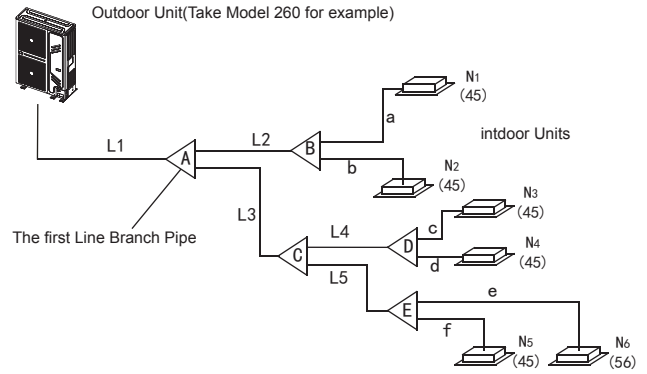 Outdoor Unit(Take Model 260 for example)
N1
(45)
a
intdoor Units
L1
L2
A
B
b
N2
(45)
N3
(45)
L3
c
The first Line Branch Pipe
L4
D
N4
(45)
C
d
L5
e
E
f
N5
(45)
N6
(56)